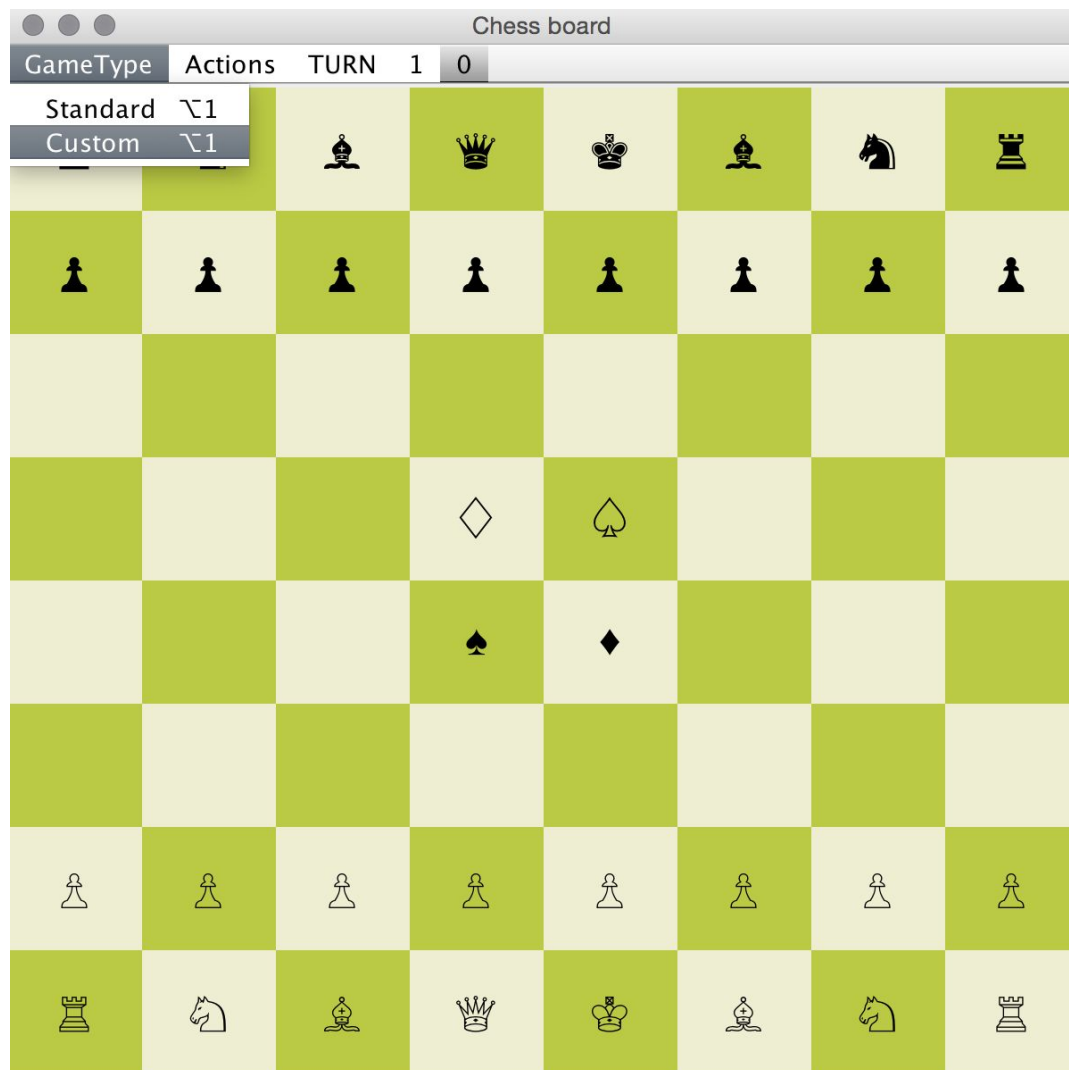 Chess board
GameType Actions TURN 1 0
Standard ⌥1
Custom ⌥1